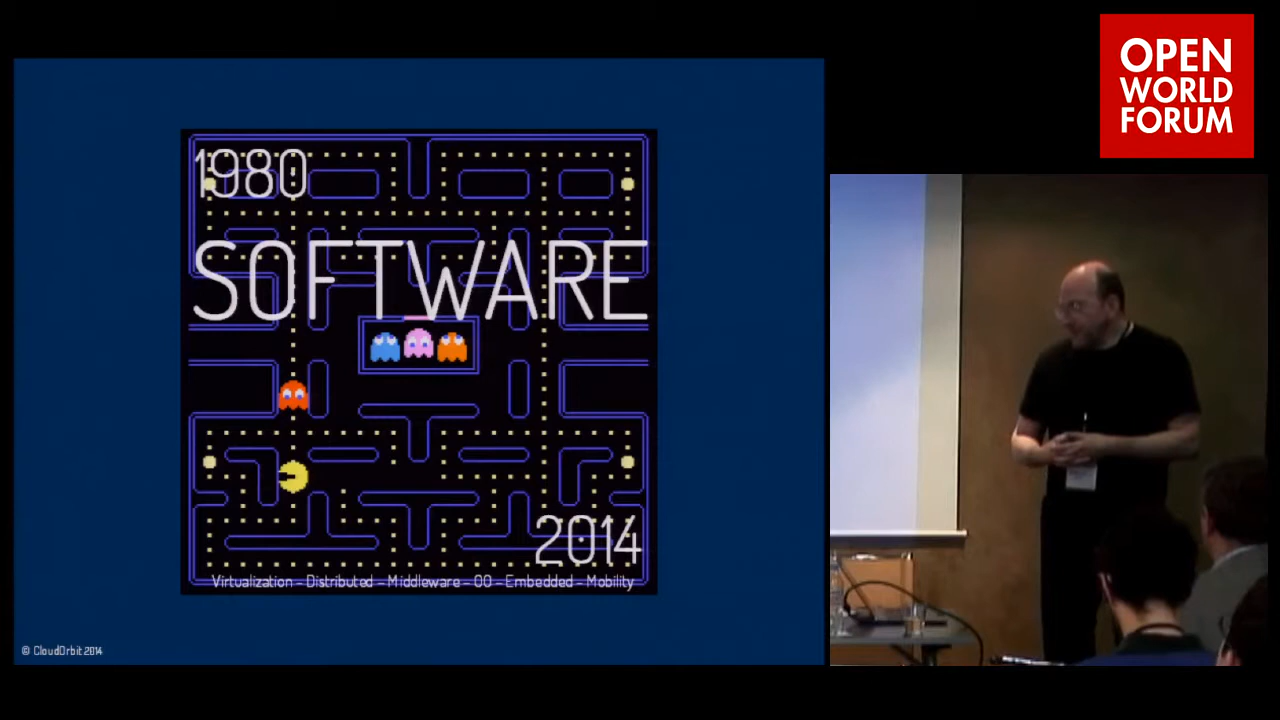 OPEN
WORLD
FORUM
1980
SOFTWARE
2014
Virtualization - Distributed - Middleware - OO - Embedded - Mobility
© CloudOrbit 2014